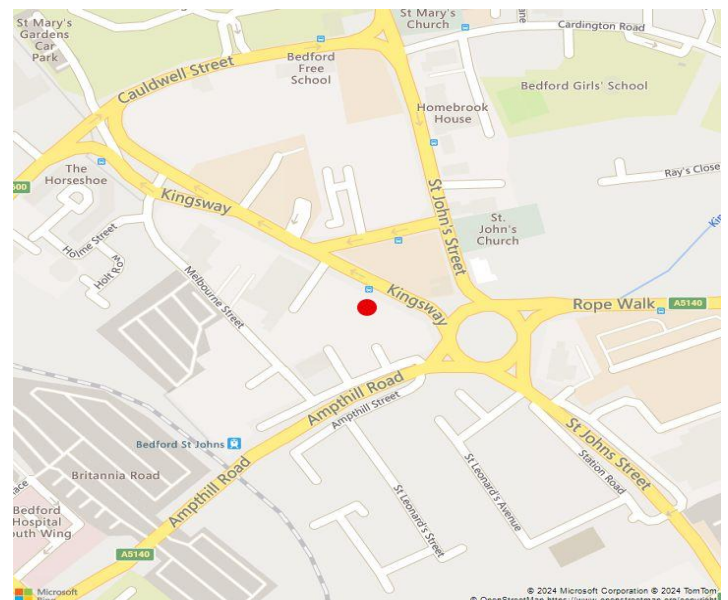 St Mary's
Gardens
Car
Park
St Mary's
Church
Cardington Road
Cauldwell Street
Bedford
Free
School
Bedford Girls' School
Homebrook
House
The
Horseshoe
Kingsway
St John's Street
Ray's Close
Holme Street
Holt Row
Melbourne Street
St.
John's
Church
Kingsway
Rope Walk
A5140
Ampthill Road
Ampthill Street
Bedford St Johns
Britannia Road
St Johns Street
Station Road
St Leonard's Avenue
St Leonard's Street
Ampthill Road
Bedford
Hospital
outh Wing
A5140
Microsoft
© 2024 Microsoft Corporation © 2024 TomTom